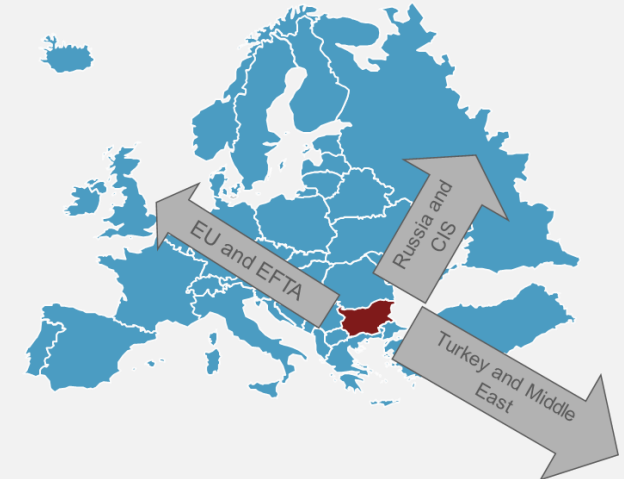 EU and EFTA
Russia and
CIS
Turkey and Middle
East